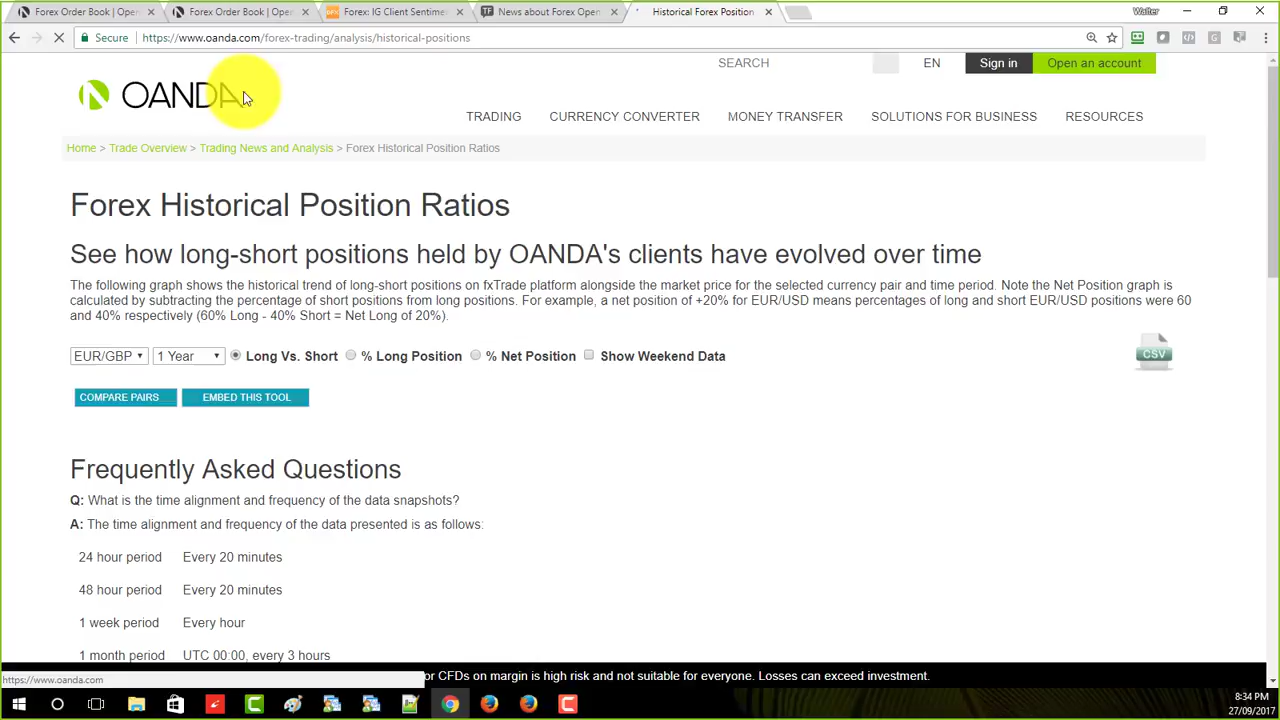 Forex Order Book | Open
Forex Order Book | Open
Forex: IG Client Sentime
News about Forex Open
Historical Forex Position
Walter
Secure
https://www.oanda.com/forex-trading/analysis/historical-positions
SEARCH
EN
Sign in
Open an account
OANDA
TRADING
CURRENCY CONVERTER
MONEY TRANSFER
SOLUTIONS FOR BUSINESS
RESOURCES
Home > Trade Overview > Trading News and Analysis > Forex Historical Position Ratios
Forex Historical Position Ratios
See how long-short positions held by OANDA's clients have evolved over time
The following graph shows the historical trend of long-short positions on fxTrade platform alongside the market price for the selected currency pair and time period. Note the Net Position graph is
calculated by subtracting the percentage of short positions from long positions. For example, a net position of +20% for EUR/USD means percentages of long and short EUR/USD positions were 60
and 40% respectively (60% Long - 40% Short = Net Long of 20%).
EUR/GBP
1 Year
Long Vs. Short
% Long Position
% Net Position
Show Weekend Data
CSV
COMPARE PAIRS
EMBED THIS TOOL
Frequently Asked Questions
Q: What is the time alignment and frequency of the data snapshots?
A: The time alignment and frequency of the data presented is as follows:
24 hour period Every 20 minutes
48 hour period Every 20 minutes
1 week period Every hour
1 month period UTC 00:00, every 3 hours
or CFDs on margin is high risk and not suitable for everyone. Losses can exceed investment.
https://www.oanda.com
8:34 PM
27/09/2017